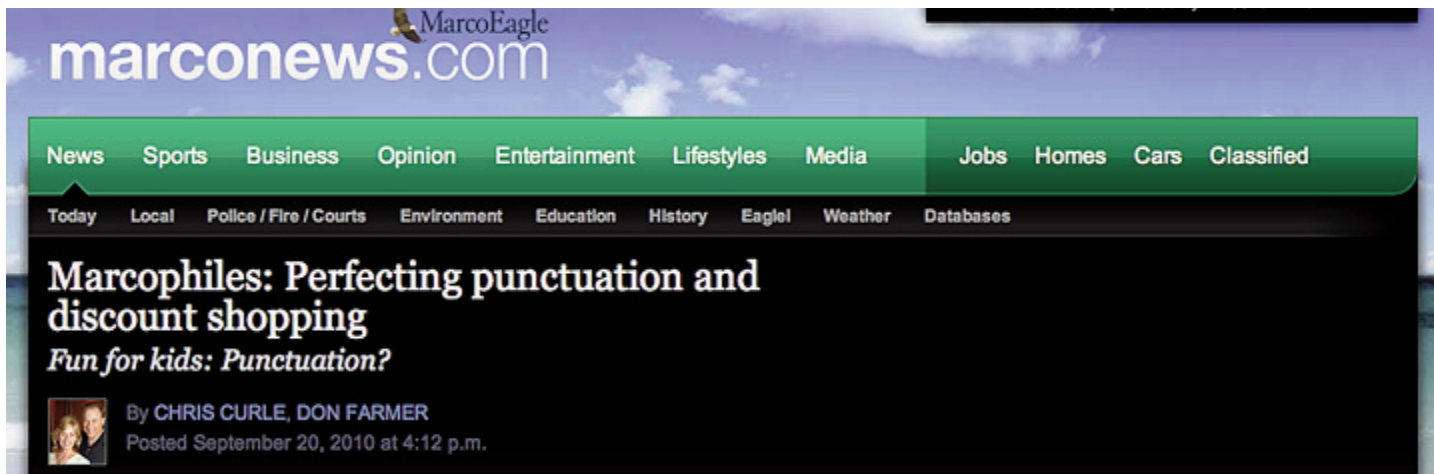 MarcoEagle
marconews.com
News Sports Business Opinion Entertainment Lifestyles Media Jobs Homes Cars Classified
Today Local Police / Fire / Courts Environment Education History Eagle! Weather Databases
Marcophiles: Perfecting punctuation and
discount shopping
Fun for kids: Punctuation?
By CHRIS CURLE, DON FARMER
Posted September 20, 2010 at 4:12 p.m.